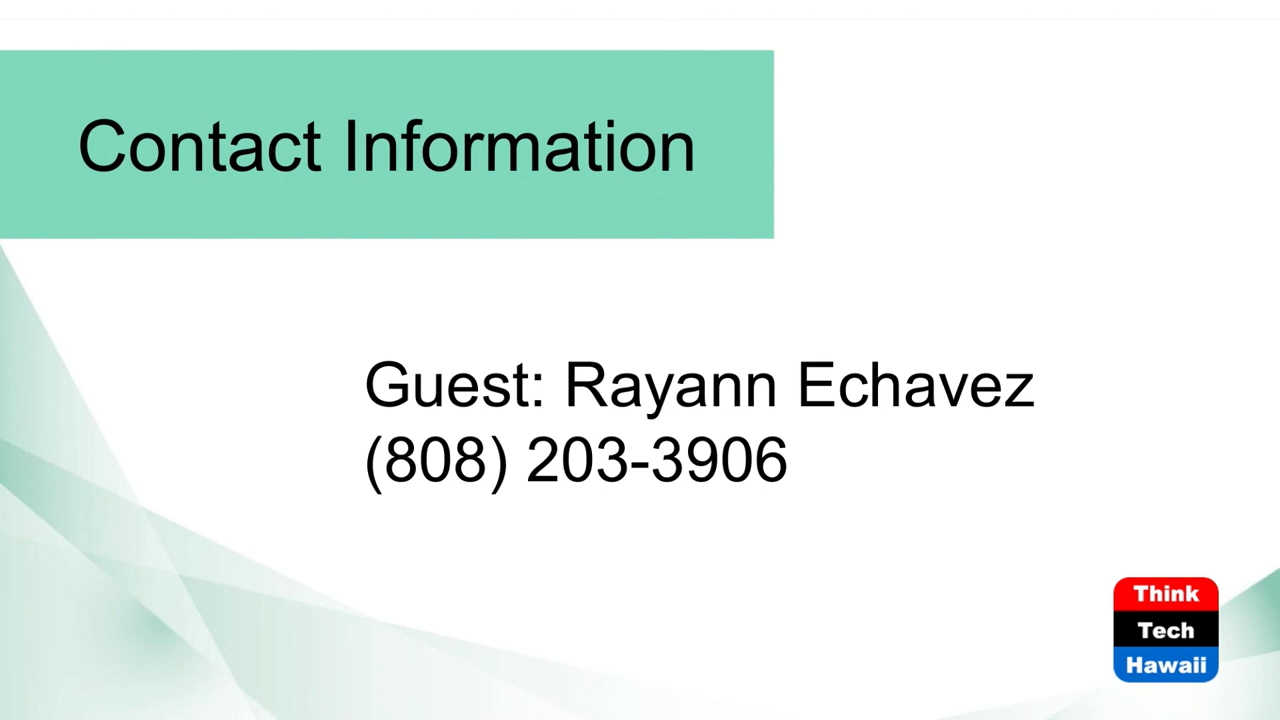 Contact Information
Guest: Rayann Echavez
(808) 203-3906
Think
Tech
Hawaii